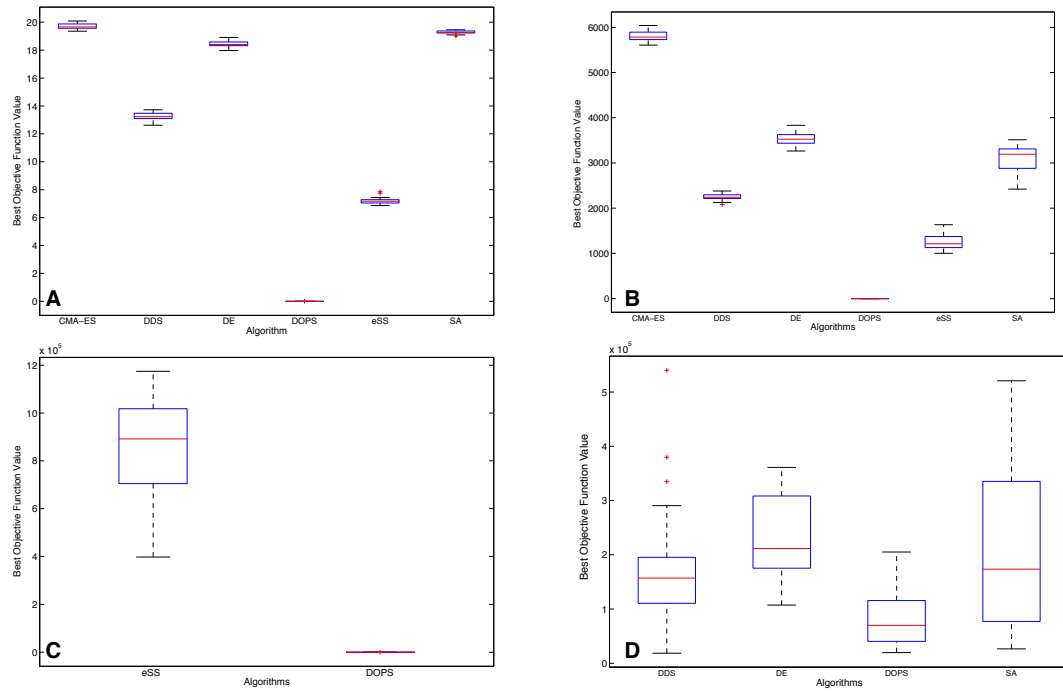 20
18
16
14
12
10
8
6
4
2
0
Best Objective Function Value
A
CMA-ES DDS DE DOPS eSS SA
Algorithm
6000
5000
4000
3000
2000
1000
0
Best Objective Function Value
B
CMA-ES DDS DE DOPS eSS SA
Algorithms
x 10^5
12
10
8
6
4
2
0
Best Objective Function Value
C
eSS DOPS
Algorithms
x 10^5
5
4
3
2
1
0
Best Objective Function Value
D
DDS DE DOPS SA
Algorithms